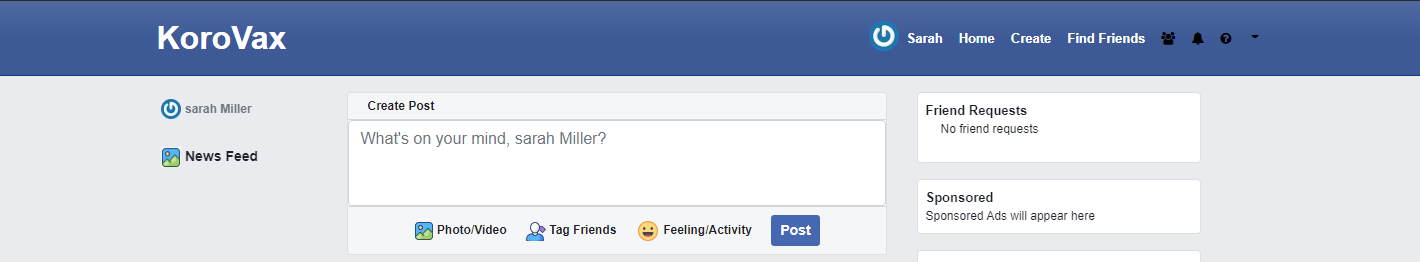 KoroVax
Sarah Home Create Find Friends
sarah Miller
News Feed
Create Post
What's on your mind, sarah Miller?
Photo/Video Tag Friends Feeling/Activity Post
Friend Requests
No friend requests
Sponsored
Sponsored Ads will appear here